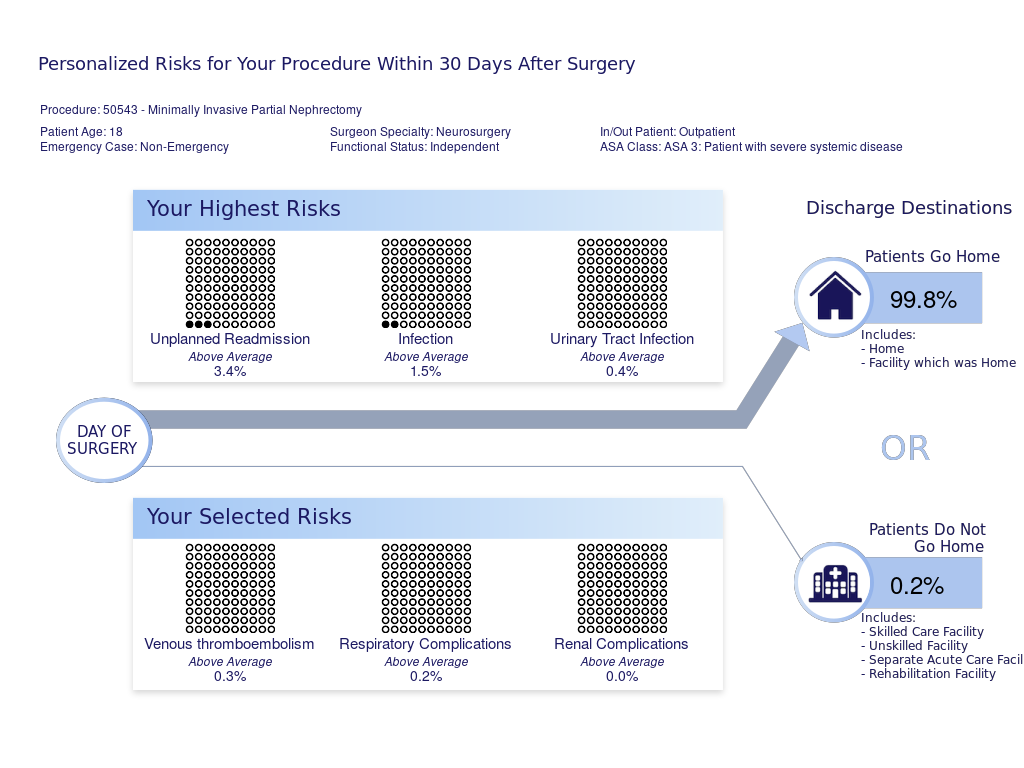 Personalized Risks for Your Procedure Within 30 Days After Surgery
Procedure: 50543 - Minimally Invasive Partial Nephrectomy
Patient Age: 18
Surgeon Specialty: Neurosurgery
In/Out Patient: Outpatient
Emergency Case: Non-Emergency
Functional Status: Independent
ASA Class: ASA 3: Patient with severe systemic disease
Your Highest Risks
Unplanned Readmission
Above Average
3.4%
Infection
Above Average
1.5%
Urinary Tract Infection
Above Average
0.4%
Discharge Destinations
Patients Go Home
99.8%
Includes:
- Home
- Facility which was Home
DAY OF
SURGERY
OR
Your Selected Risks
Venous thromboembolism
Above Average
0.3%
Respiratory Complications
Above Average
0.2%
Renal Complications
Above Average
0.0%
Patients Do Not
Go Home
0.2%
Includes:
- Skilled Care Facility
- Unskilled Facility
- Separate Acute Care Facil
- Rehabilitation Facility